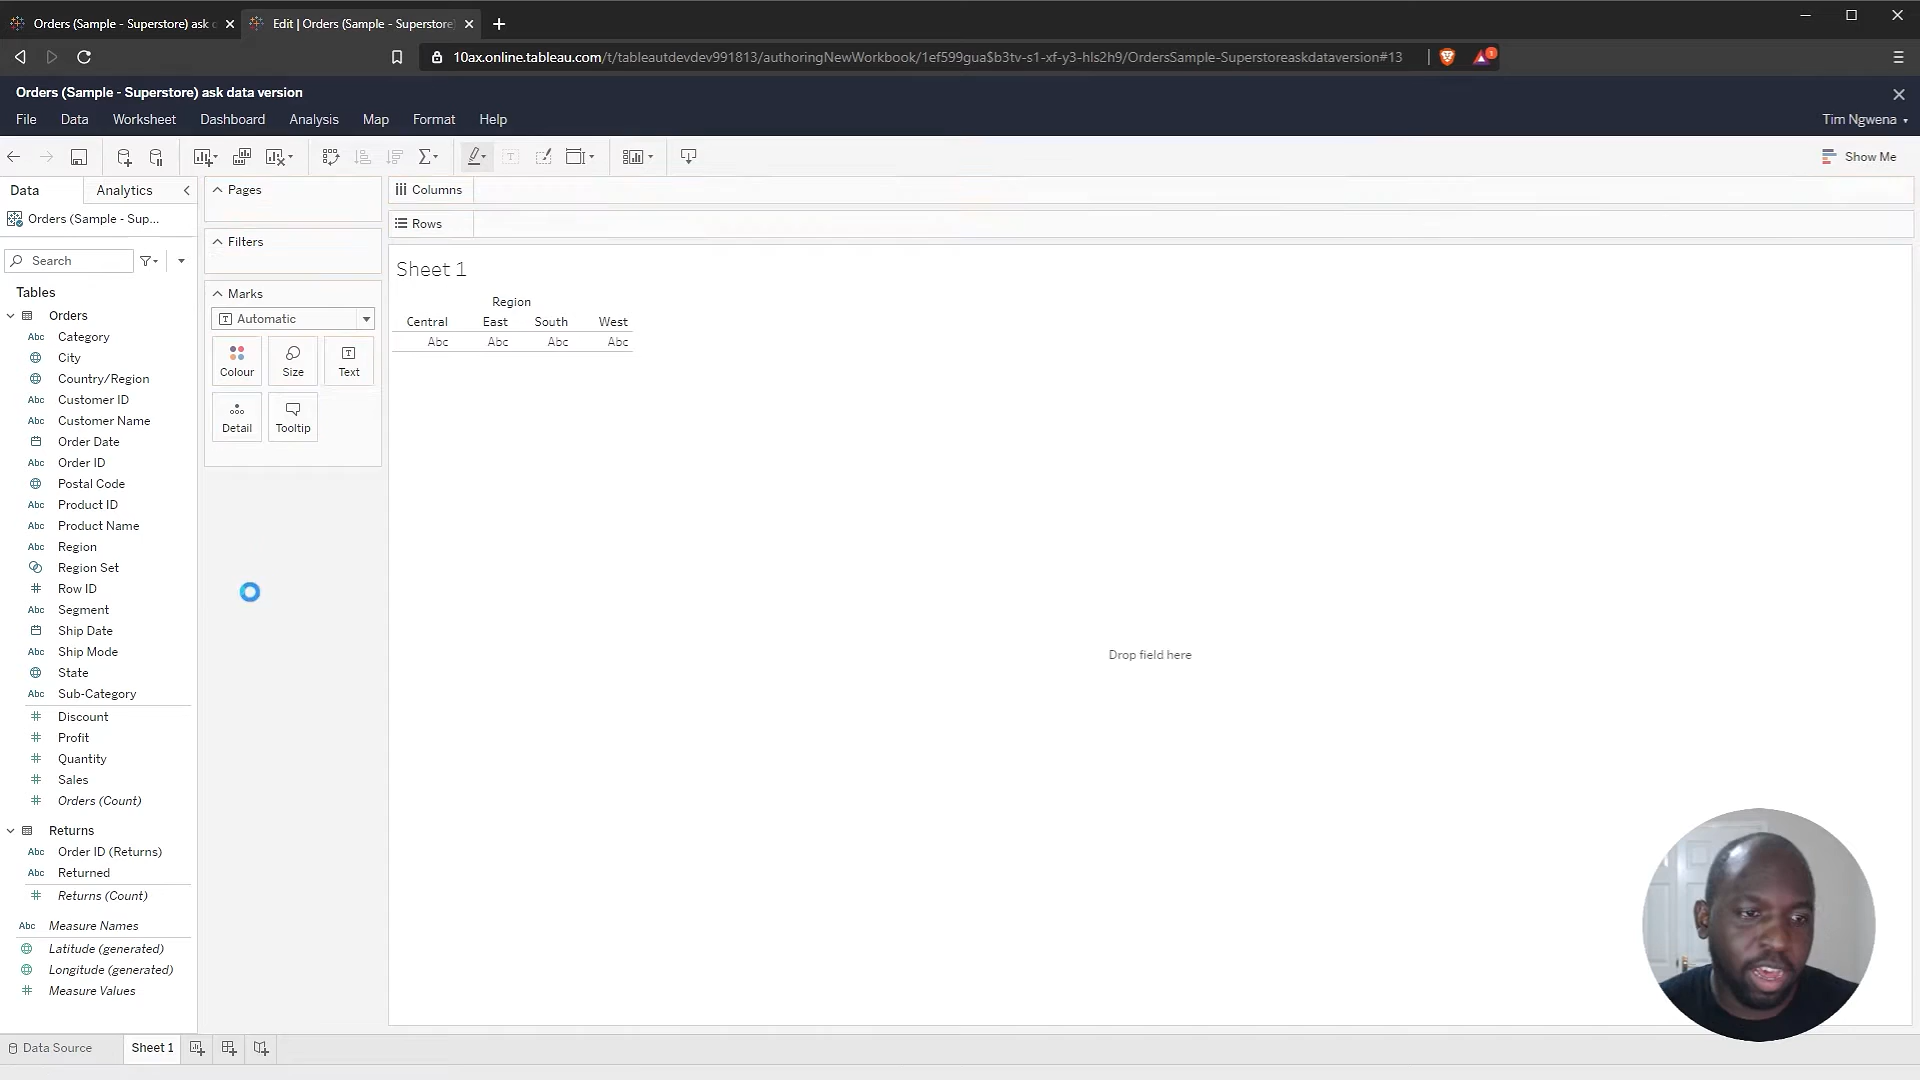 Orders (Sample - Superstore) ask d
Edit | Orders (Sample - Superstore)
10ax.online.tableau.com/t/tableautdevdev991813/authoringNewWorkbook/1ef599gua$b3tv-s1-xf-y3-hls2h9/OrdersSample-Superstoreaskdataversion#13
1
Orders (Sample - Superstore) ask data version
File Data Worksheet Dashboard Analysis Map Format Help
Tim Ngwena
Show Me
Data Analytics
Pages
Columns
Orders (Sample - Sup...
Rows
Filters
Search
Sheet 1
Tables
Marks
Region
Orders
Automatic
Central East South West
Category
Abc Abc Abc Abc
City
Colour Size Text
Country/Region
Customer ID
Customer Name
Detail Tooltip
Order Date
Order ID
Postal Code
Product ID
Product Name
Region
Region Set
Row ID
Segment
Ship Date
Ship Mode
Drop field here
State
Sub-Category
Discount
Profit
Quantity
Sales
Orders (Count)
Returns
Order ID (Returns)
Returned
Returns (Count)
Measure Names
Latitude (generated)
Longitude (generated)
Measure Values
Data Source Sheet 1